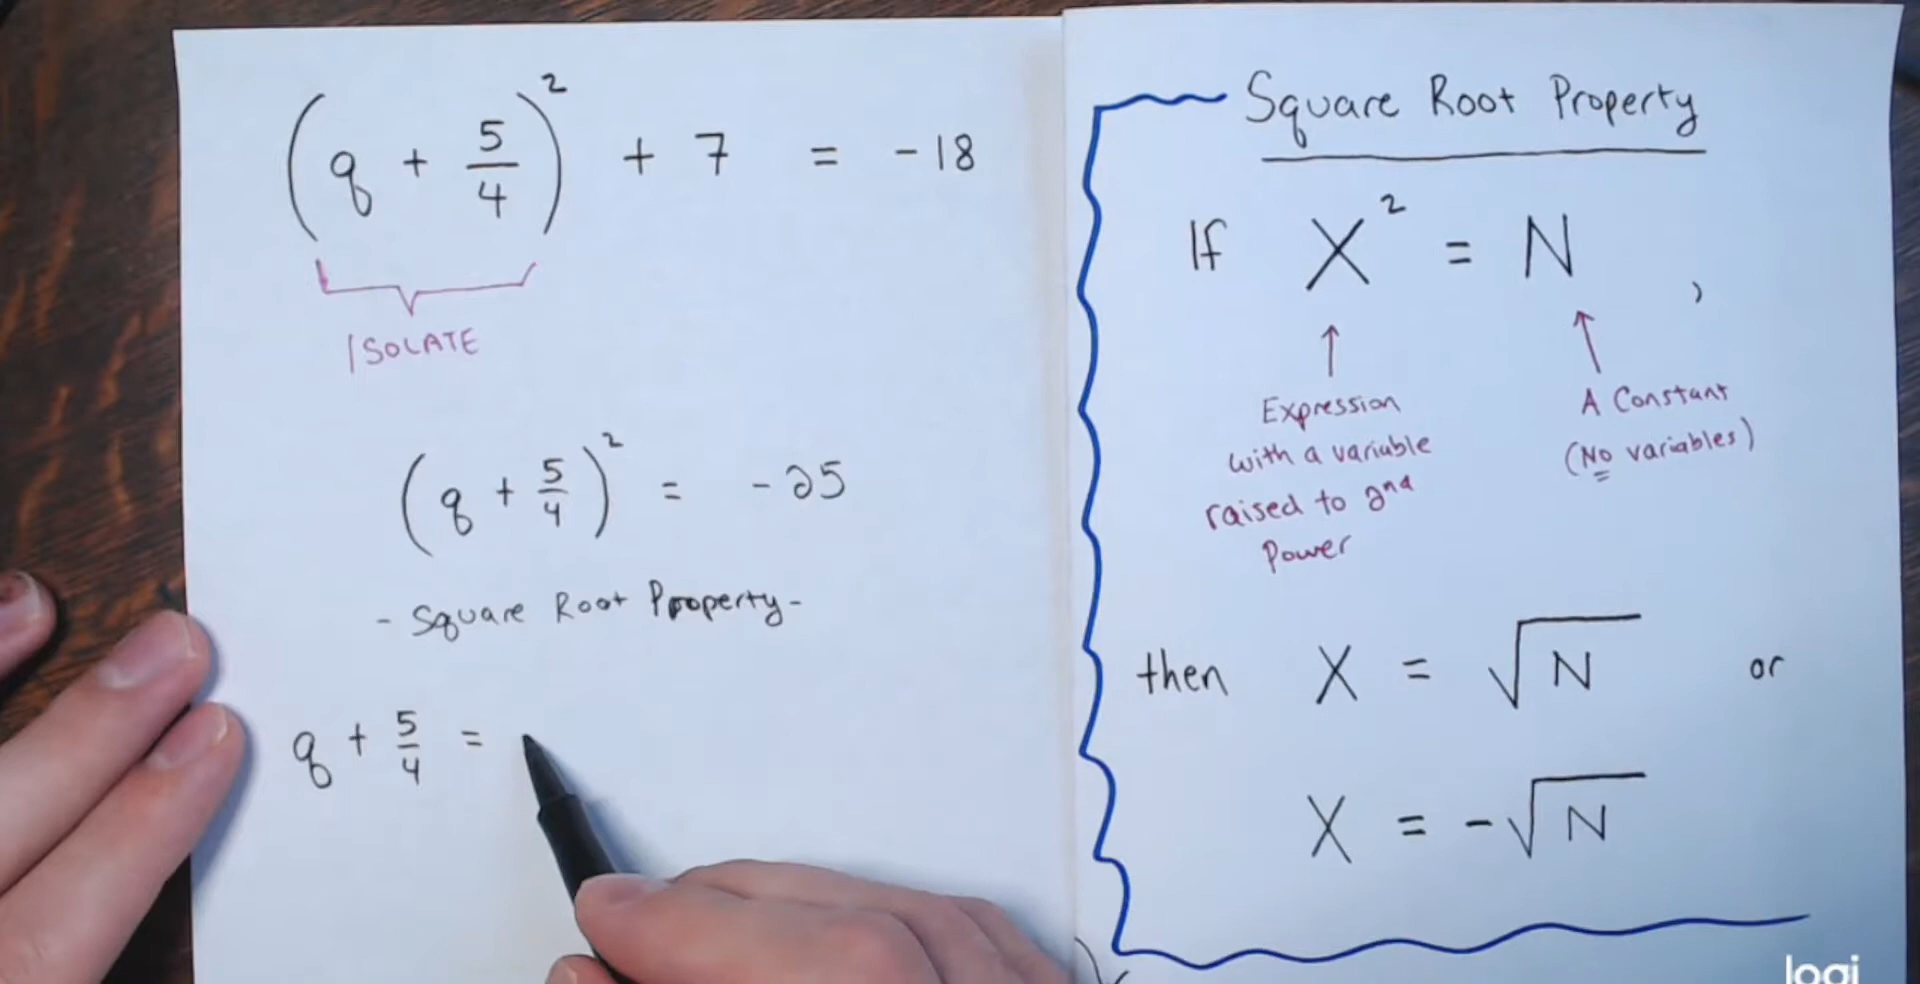 (q + 5/4)² + 7 = -18
ISOLATE
(q + 5/4)² = -25
- Square Root Property -
q + 5/4 =
Square Root Property
If X² = N ,
Expression
with a variable
raised to 2nd
Power
A Constant
(No variables)
then X = √N or
X = -√N
logi